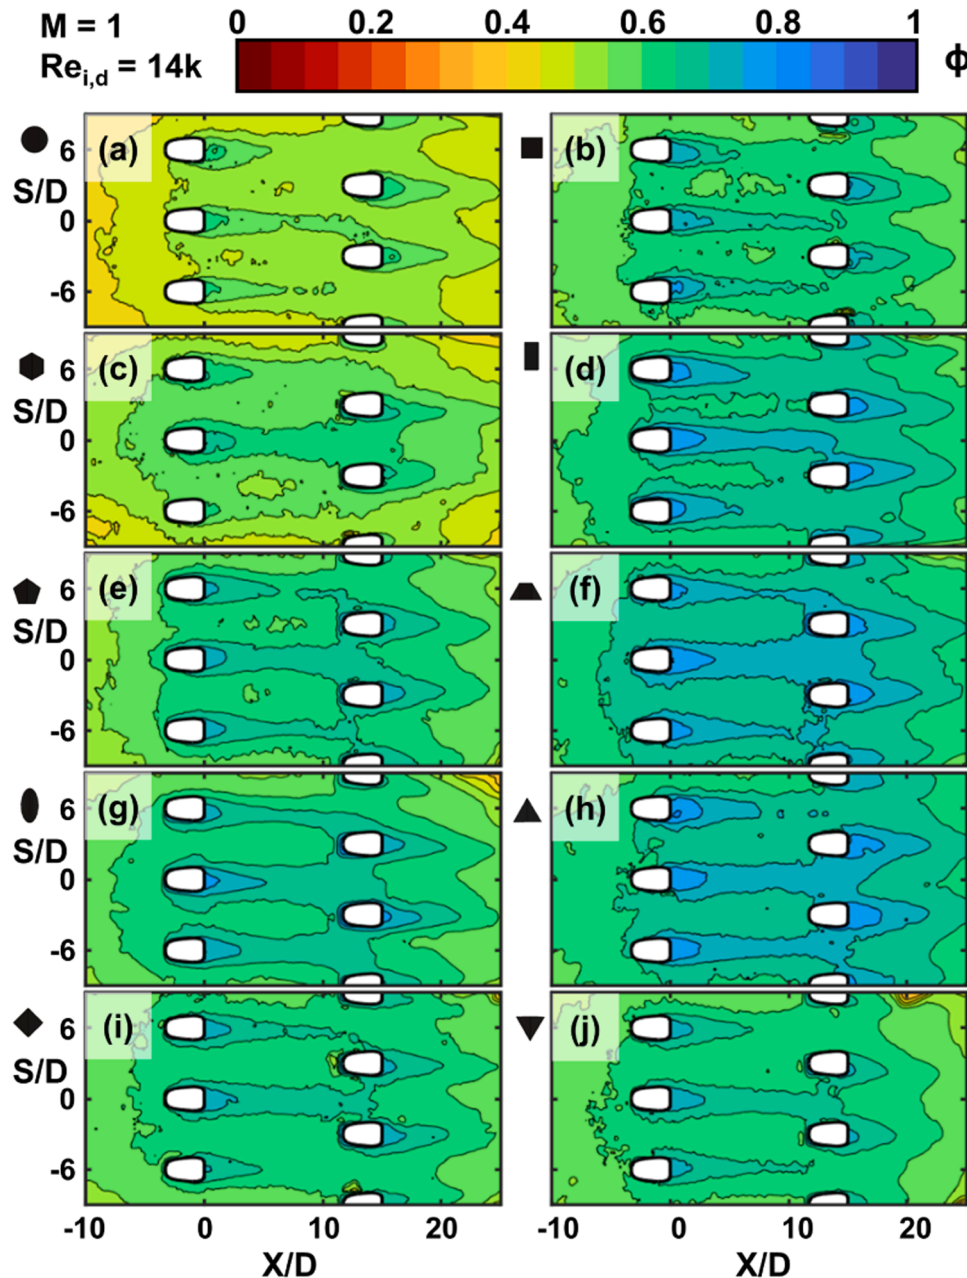 M = 1
Re i,d = 14k
0 0.2 0.4 0.6 0.8 1
ϕ
(a) (b)
6
S/D
0
-6
(c) (d)
6
S/D
0
-6
(e) (f)
6
S/D
0
-6
(g) (h)
6
S/D
0
-6
(i) (j)
6
S/D
0
-6
-10 0 10 20 -10 0 10 20
X/D X/D